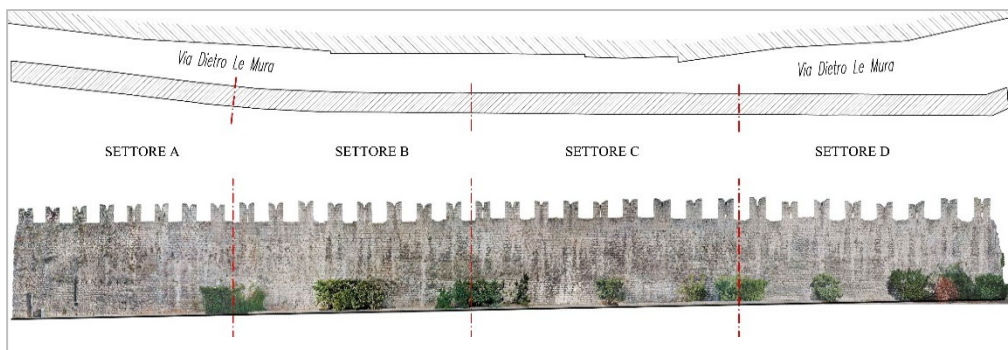 Via Dietro Le Mura
Via Dietro Le Mura
SETTORE A
SETTORE B
SETTORE C
SETTORE D